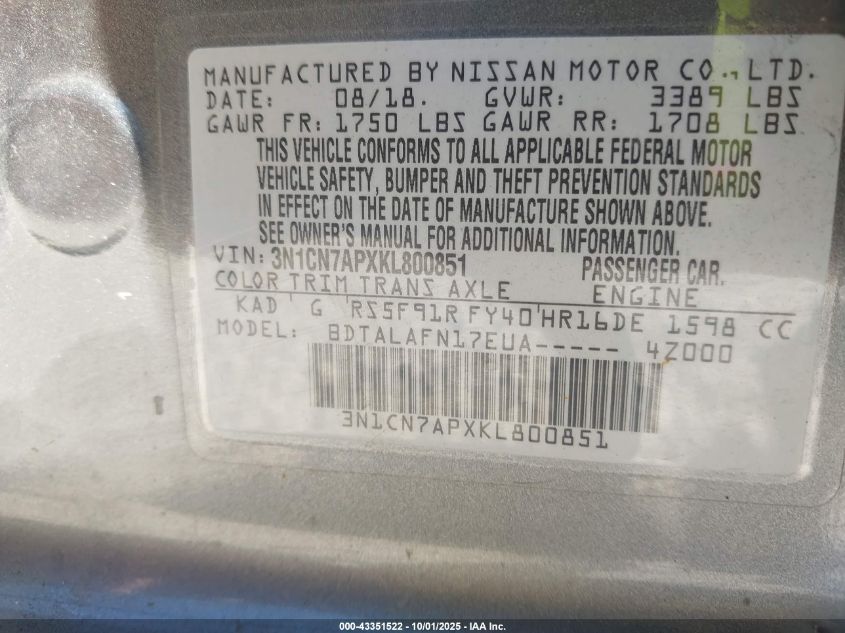 MANUFACTURED BY NISSAN MOTOR CO., LTD.
DATE: 08/18. GVWR: 3389 LBS
GAWR FR: 1750 LBS GAWR RR: 1708 LBS
THIS VEHICLE CONFORMS TO ALL APPLICABLE FEDERAL MOTOR
VEHICLE SAFETY, BUMPER AND THEFT PREVENTION STANDARDS
IN EFFECT ON THE DATE OF MANUFACTURE SHOWN ABOVE.
SEE OWNER'S MANUAL FOR ADDITIONAL INFORMATION.
VIN: 3N1CN7APXKL800851 PASSENGER CAR.
COLOR TRIM TRANS AXLE ENGINE
KAD G RS5F91R FY40 HR16DE 1598 CC
MODEL: BDTALAFN17EUA----- 4Z000
3N1CN7APXKL800851
000-43351522 - 10/01/2025 - IAA Inc.